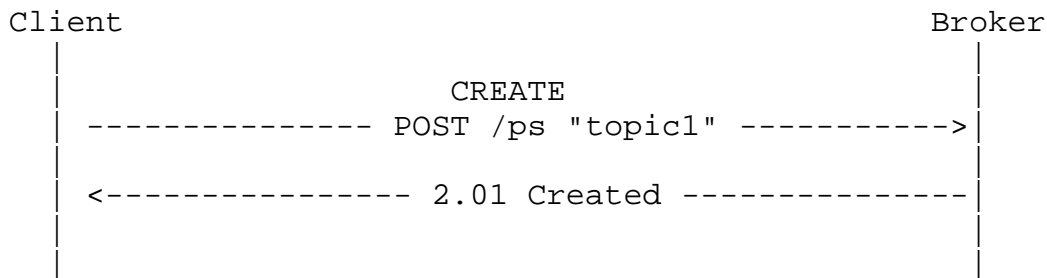 Client Broker
CREATE
--------------- POST /ps "topic1" ----------->
<---------------- 2.01 Created ---------------